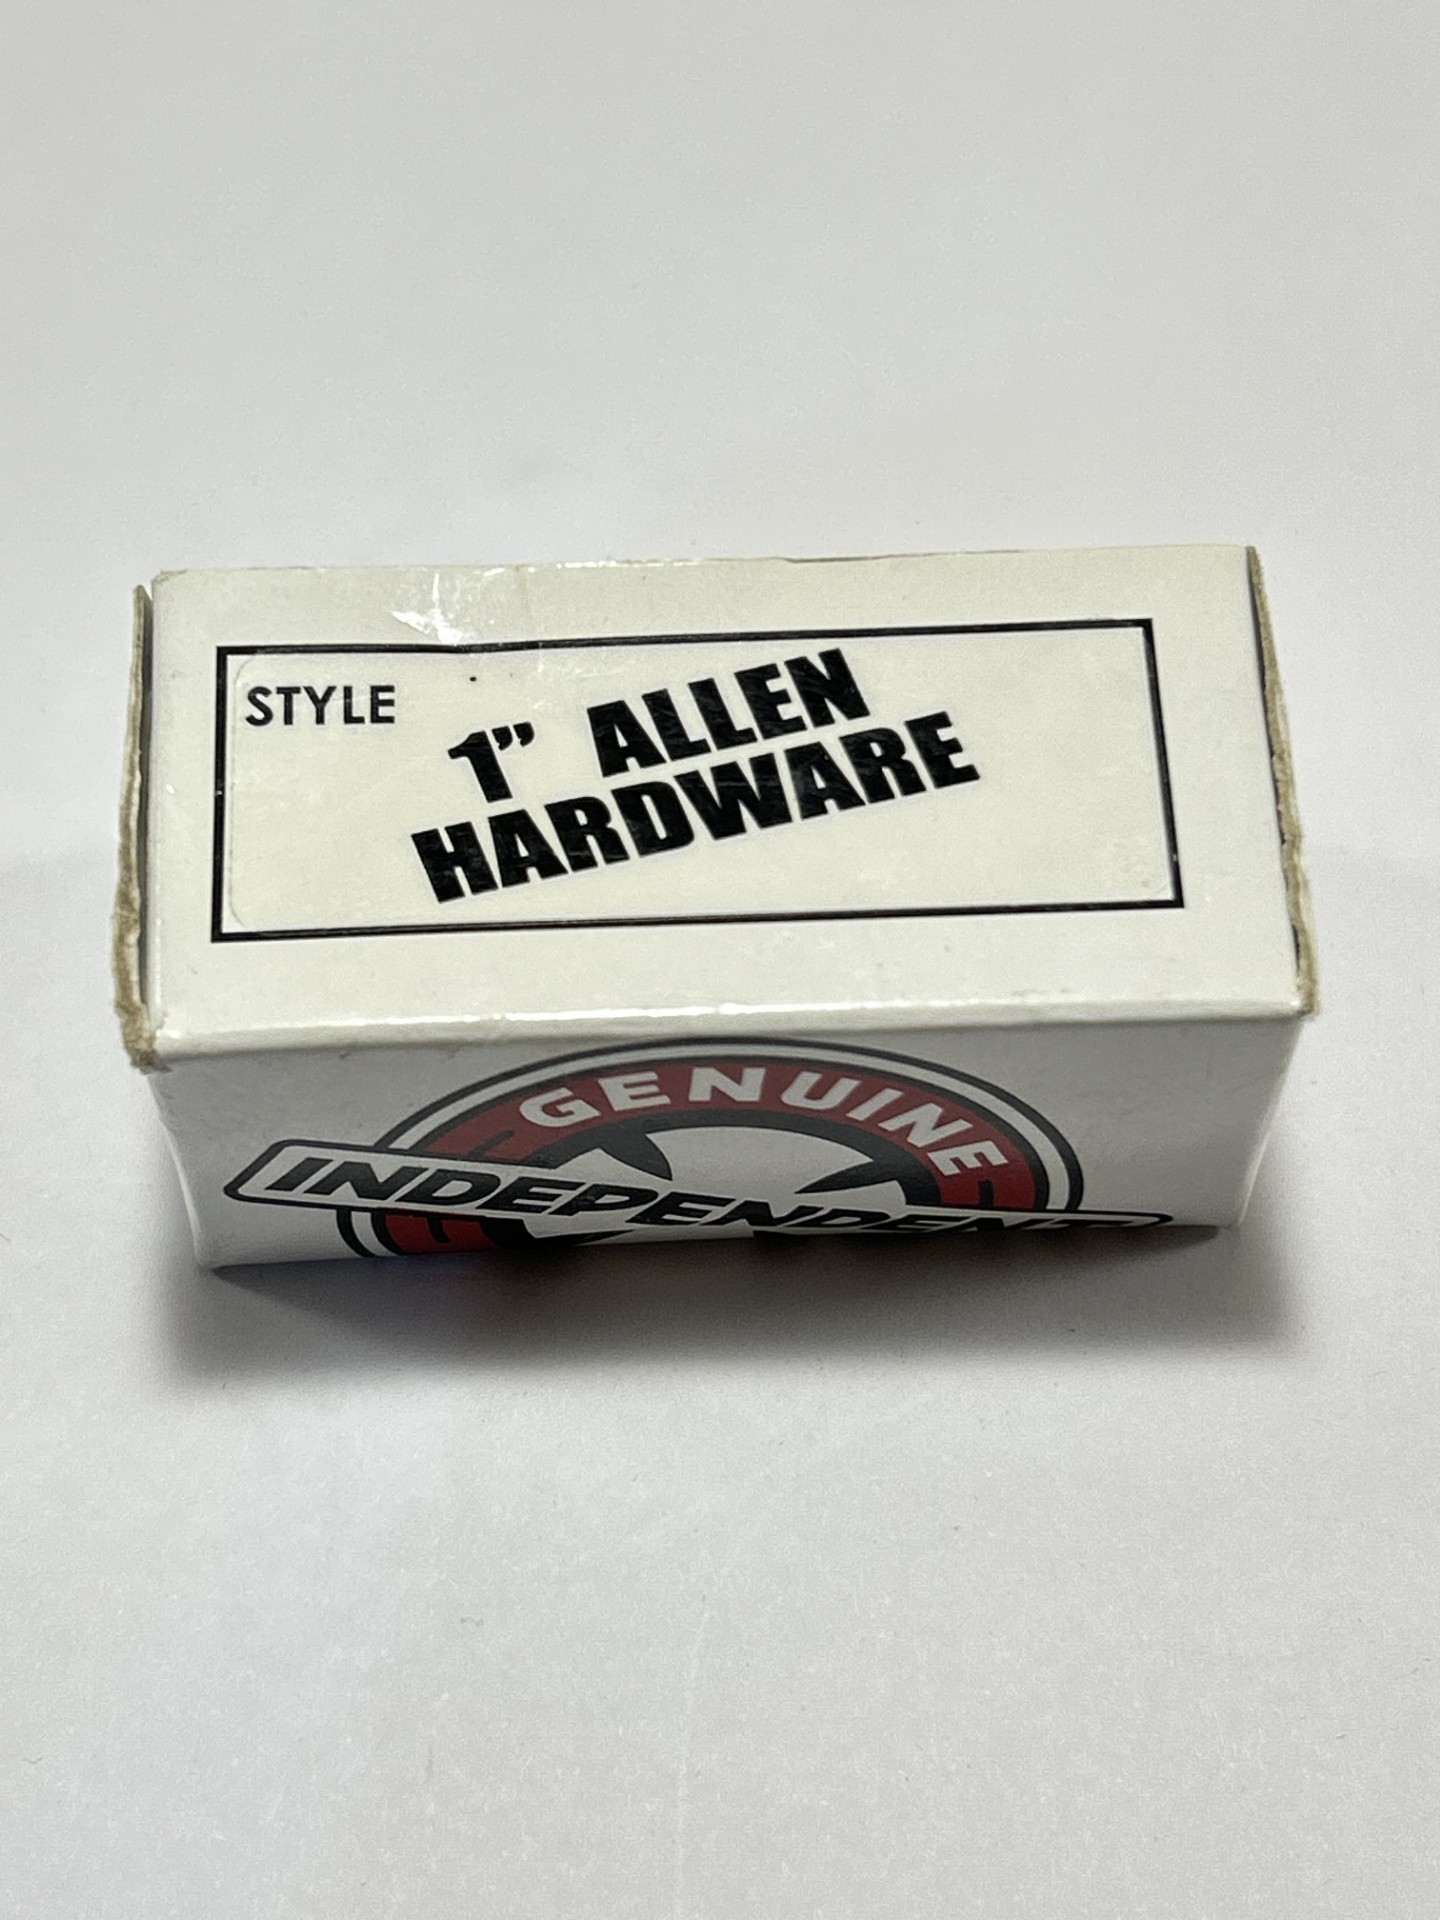 STYLE
1” ALLEN
HARDWARE
GENUINE
INDEPENDENT